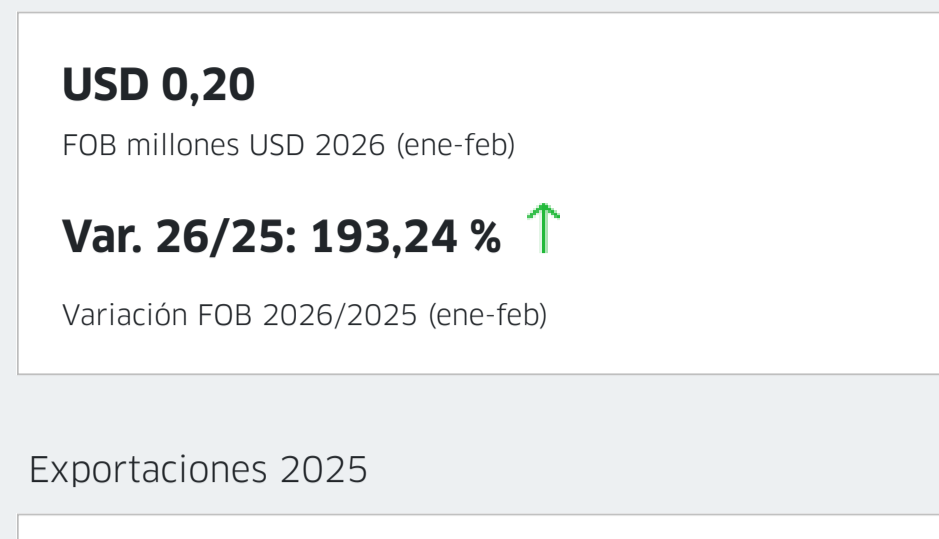 USD 0,20
FOB millones USD 2026 (ene-feb)
Var. 26/25: 193,24 %
Variación FOB 2026/2025 (ene-feb)
Exportaciones 2025